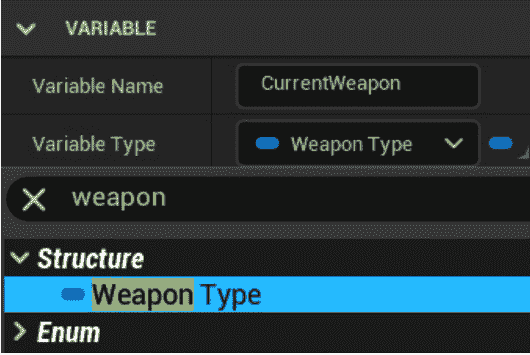 VARIABLE
Variable Name CurrentWeapon
Variable Type Weapon Type
weapon
Structure
Weapon Type
Enum